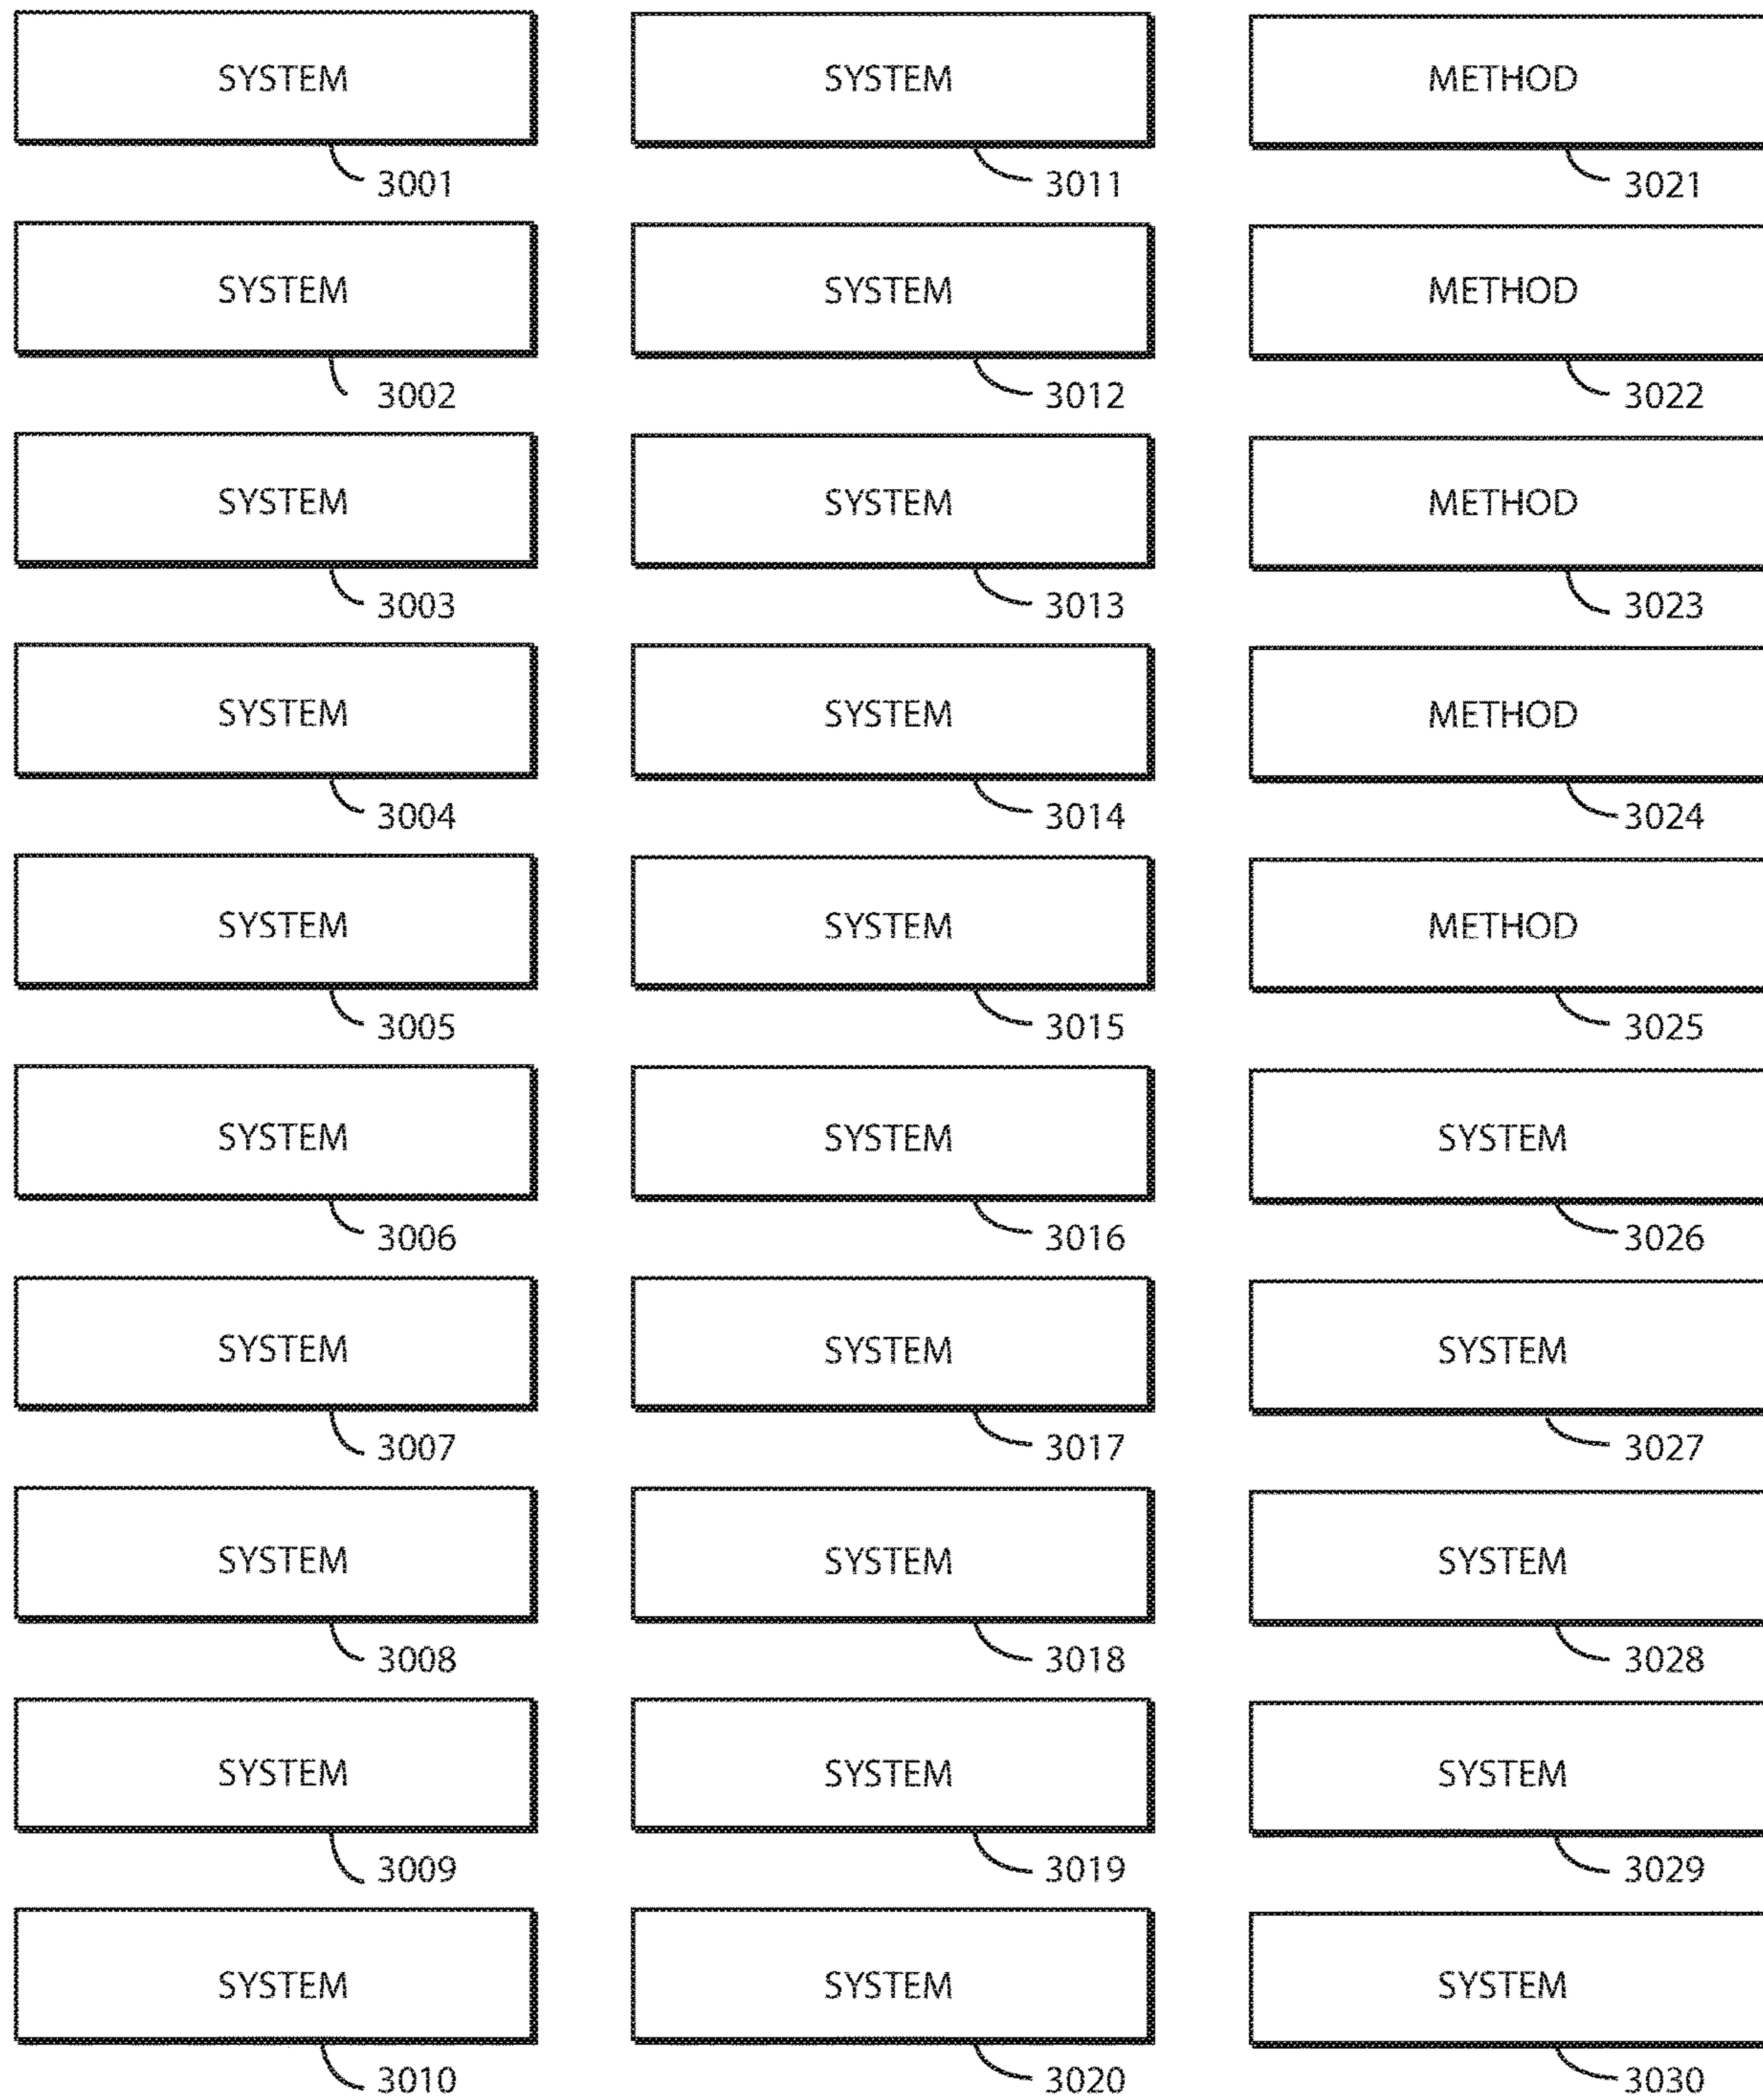 SYSTEM SYSTEM METHOD
3001 3011 3021
SYSTEM SYSTEM METHOD
3002 3012 3022
SYSTEM SYSTEM METHOD
3003 3013 3023
SYSTEM SYSTEM METHOD
3004 3014 3024
SYSTEM SYSTEM METHOD
3005 3015 3025
SYSTEM SYSTEM SYSTEM
3006 3016 3026
SYSTEM SYSTEM SYSTEM
3007 3017 3027
SYSTEM SYSTEM SYSTEM
3008 3018 3028
SYSTEM SYSTEM SYSTEM
3009 3019 3029
SYSTEM SYSTEM SYSTEM
3010 3020 3030